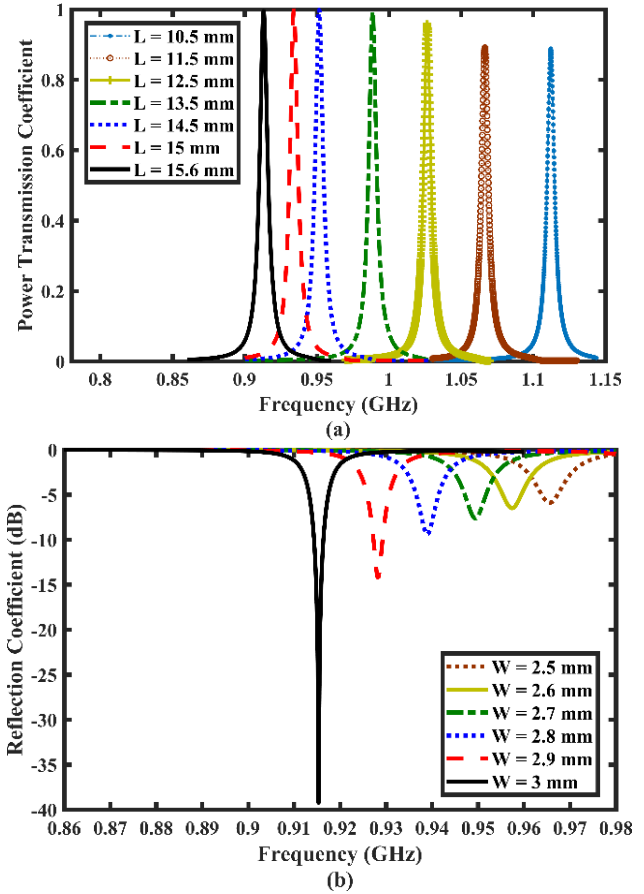 1
0.8
0.6
0.4
0.2
0
Power Transmission Coefficient
L = 10.5 mm
L = 11.5 mm
L = 12.5 mm
L = 13.5 mm
L = 14.5 mm
L = 15 mm
L = 15.6 mm
0.8 0.85 0.9 0.95 1 1.05 1.1 1.15
Frequency (GHz)
(a)
0
-5
-10
-15
-20
-25
-30
-35
-40
Reflection Coefficient (dB)
W = 2.5 mm
W = 2.6 mm
W = 2.7 mm
W = 2.8 mm
W = 2.9 mm
W = 3 mm
0.86 0.87 0.88 0.89 0.9 0.91 0.92 0.93 0.94 0.95 0.96 0.97 0.98
Frequency (GHz)
(b)